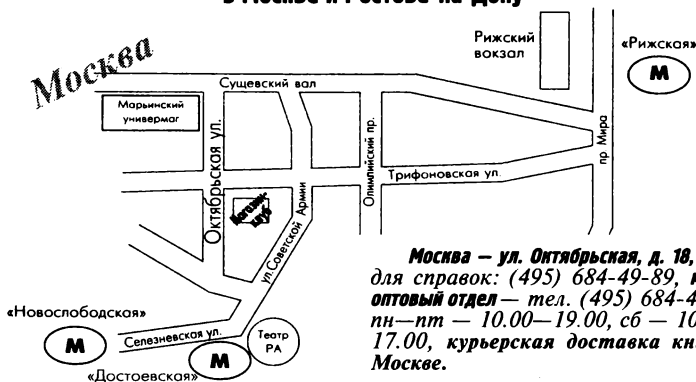 в Москве и Ростове-на-Дону
Москва
Рижский
вокзал
«Рижская»
М
Сущевский вал
Марьинский
универмаг
Октябрьская ул.
Олимпийский пр.
пр Мира
Трифоновская ул.
ул.Советской Армии
клуб
Москва — ул. Октябрьская, д. 18,
для справок: (495) 684-49-89,
оптовый отдел — тел. (495) 684-4
пн—пт — 10.00—19.00, сб — 10
17.00, курьерская доставка кн
Москве.
«Новослободская»
М
Селезневская ул.
М
Театр
РА
«Достоевская»